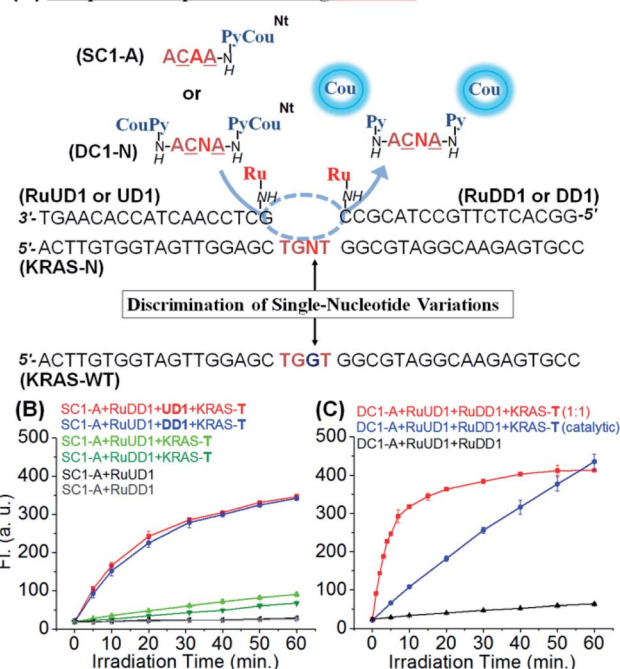 Nt
PyCou
(SC1-A) ACAA-N
H
or
Nt
CouPy PyCou
(DC1-N) N-ACNA-N
H H
Cou Cou
Py Py
N-ACNA-N
H H
Ru Ru
NH NH
(RuUD1 or UD1) (RuDD1 or DD1)
3'-TGAACACCATCAACCTCG CCGCATCCGTTCTCACGG-5'
5'-ACTTGTGGTAGTTGGAGC TGNT GGCGTAGGCAAGAGTGCC
(KRAS-N)
Discrimination of Single-Nucleotide Variations
5'-ACTTGTGGTAGTTGGAGC TGGT GGCGTAGGCAAGAGTGCC
(KRAS-WT)
(B)
SC1-A+RuDD1+UD1+KRAS-T
SC1-A+RuUD1+DD1+KRAS-T
SC1-A+RuUD1+KRAS-T
SC1-A+RuDD1+KRAS-T
SC1-A+RuUD1
SC1-A+RuDD1
500
400
300
200
100
0
Fl. (a. u.)
0 10 20 30 40 50 60
Irradiation Time (min.)
(C)
DC1-A+RuUD1+RuDD1+KRAS-T (1:1)
DC1-A+RuUD1+RuDD1+KRAS-T (catalytic)
DC1-A+RuUD1+RuDD1
500
400
300
200
100
0
0 10 20 30 40 50 60
Irradiation Time (min.)